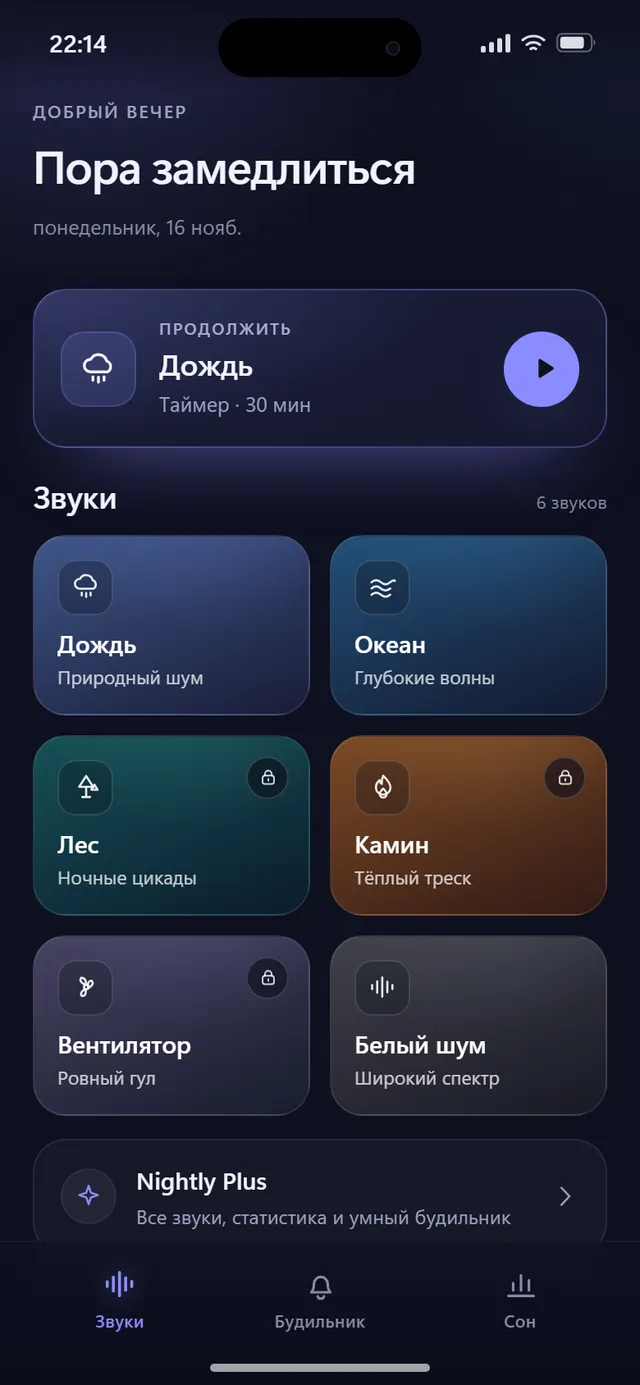 22:14
ДОБРЫЙ ВЕЧЕР
Пора замедлиться
понедельник, 16 нояб.
ПРОДОЛЖИТЬ
Дождь
Таймер · 30 мин
Звуки
6 звуков
Дождь
Природный шум
Океан
Глубокие волны
Лес
Ночные цикады
Камин
Тёплый треск
Вентилятор
Ровный гул
Белый шум
Широкий спектр
Nightly Plus
Все звуки, статистика и умный будильник
Звуки
Будильник
Сон